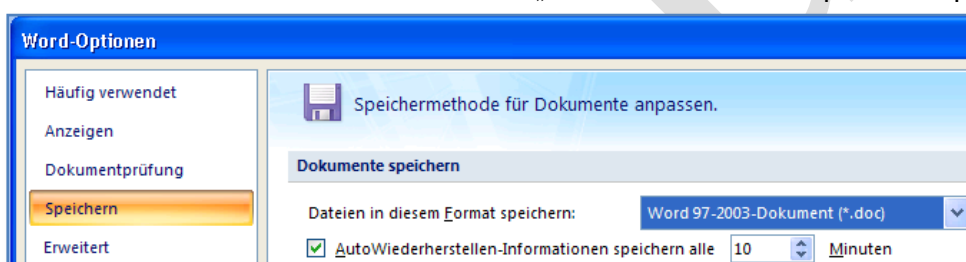 Word-Optionen
Häufig verwendet
Anzeigen
Dokumentprüfung
Speichern
Erweitert
Speichermethode für Dokumente anpassen.
Dokumente speichern
Dateien in diesem Format speichern: Word 97-2003-Dokument (*.doc)
AutoWiederherstellen-Informationen speichern alle 10 Minuten